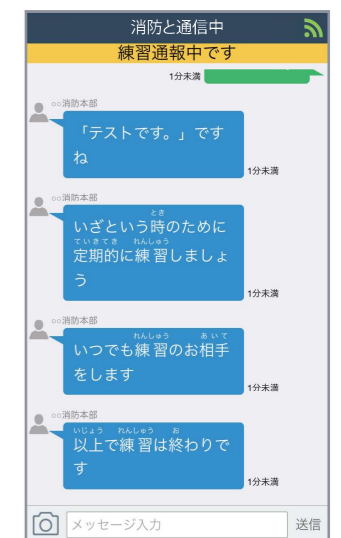 消防と通信中
練習通報中です
1分未満
○○消防本部
「テストです。」です
ね
1分未満
○○消防本部
とき
いざという時のために
ていきてき れんしゅう
定期的に練習しましょ
う
1分未満
○○消防本部
れんしゅう あいて
いつでも練習のお相手
をします
1分未満
○○消防本部
いじょう れんしゅう お
以上で練習は終わりで
す
1分未満
メッセージ入力
送信